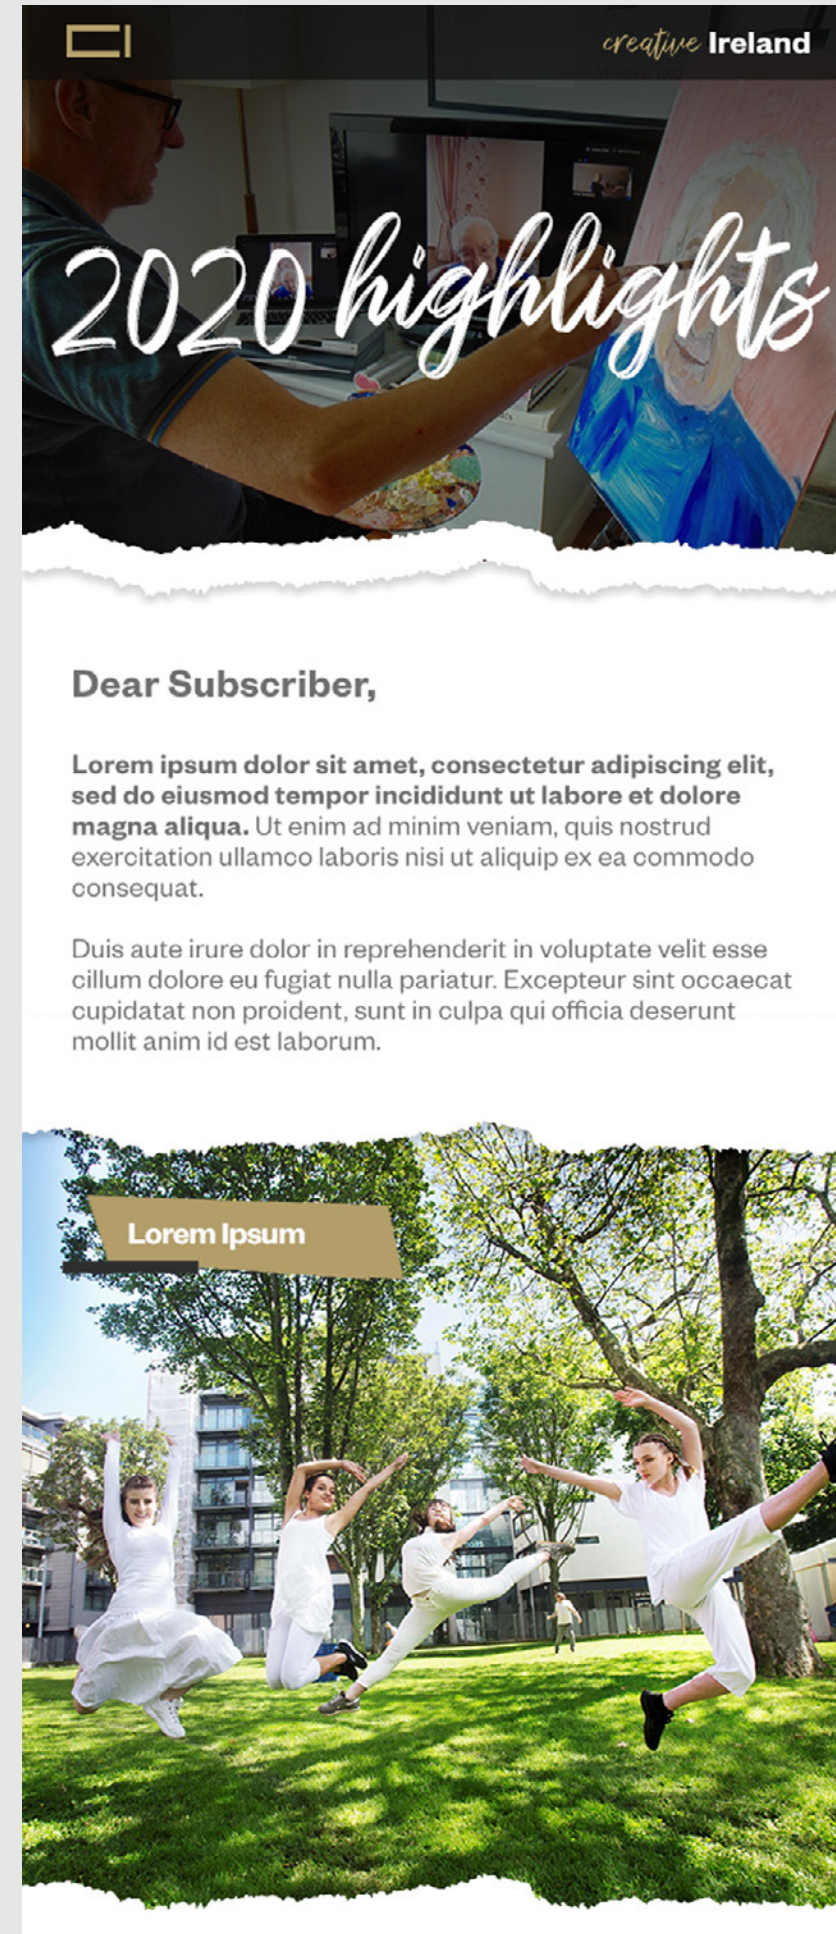 creative Ireland
2020 highlights
Dear Subscriber,
Lorem ipsum dolor sit amet, consectetur adipiscing elit,
sed do eiusmod tempor incididunt ut labore et dolore
magna aliqua. Ut enim ad minim veniam, quis nostrud
exercitation ullamco laboris nisi ut aliquip ex ea commodo
consequat.
Duis aute irure dolor in reprehenderit in voluptate velit esse
cillum dolore eu fugiat nulla pariatur. Excepteur sint occaecat
cupidatat non proident, sunt in culpa qui officia deserunt
mollit anim id est laborum.
Lorem Ipsum